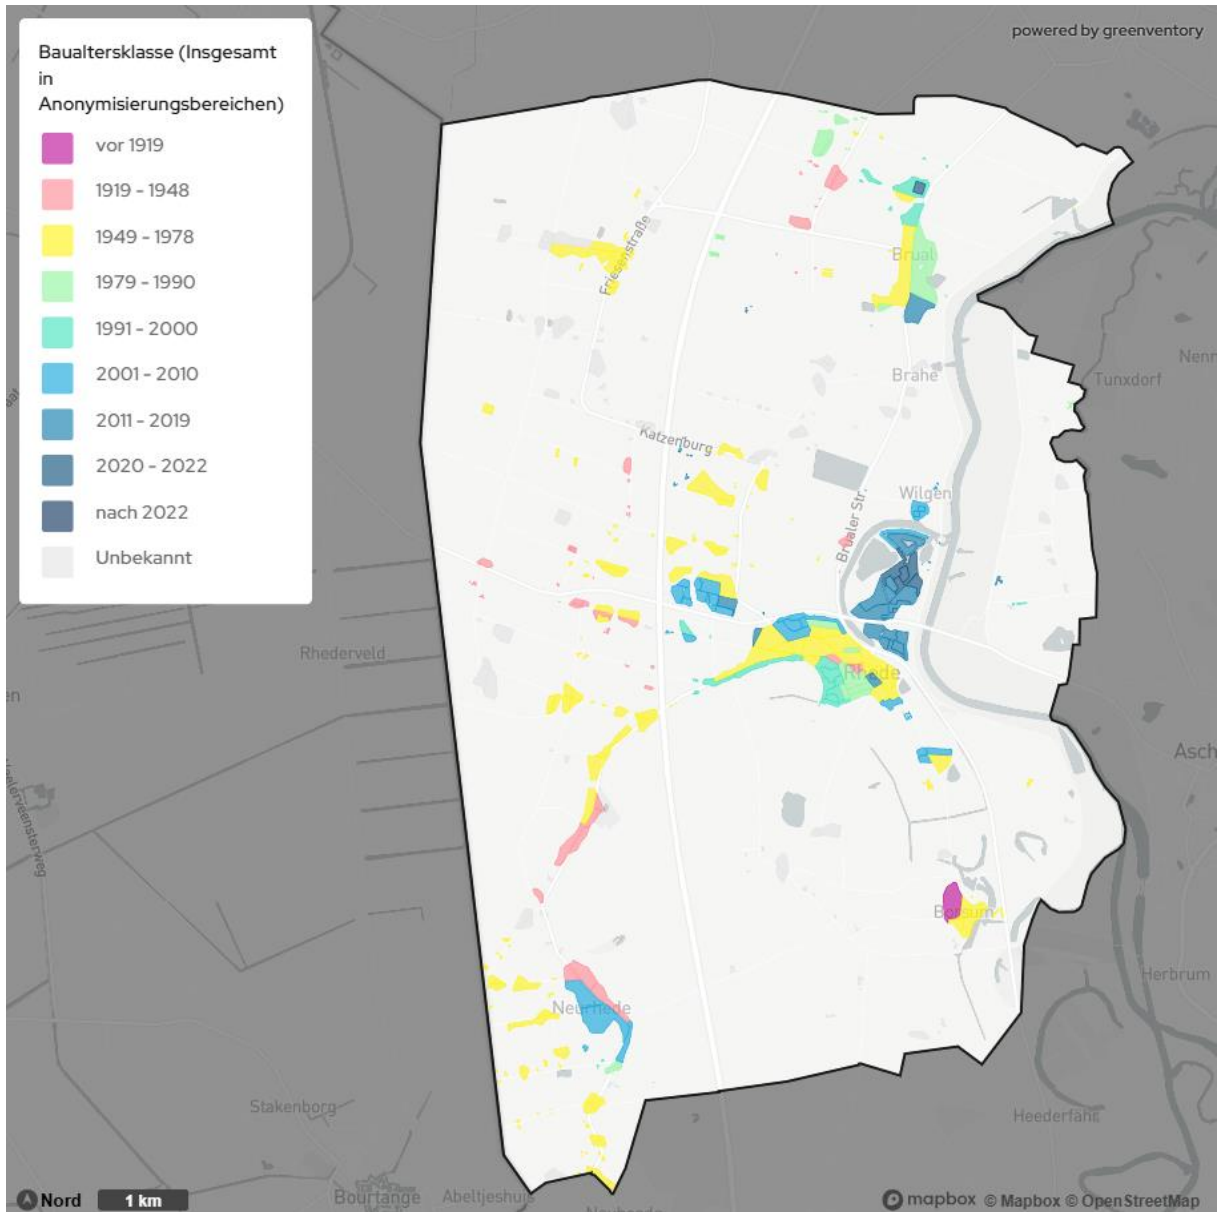 powered by greenventory
Baualtersklasse (Insgesamt
in
Anonymisierungsbereichen)
vor 1919
1919 - 1948
1949 - 1978
1979 - 1990
1991 - 2000
2001 - 2010
2011 - 2019
2020 - 2022
nach 2022
Unbekannt
Friesenstraße
Brual
Brahe
Tunxdorf
Nenn
Katzenburg
Wilgen
Brualer Str.
Rhederveld
Rhede
en
Asch
Borsum
Herbrum
Neurhede
Stakenborg
Heederfähr
Bourtange
Abeltjeshuis
Nord
1 km
mapbox © Mapbox © OpenStreetMap